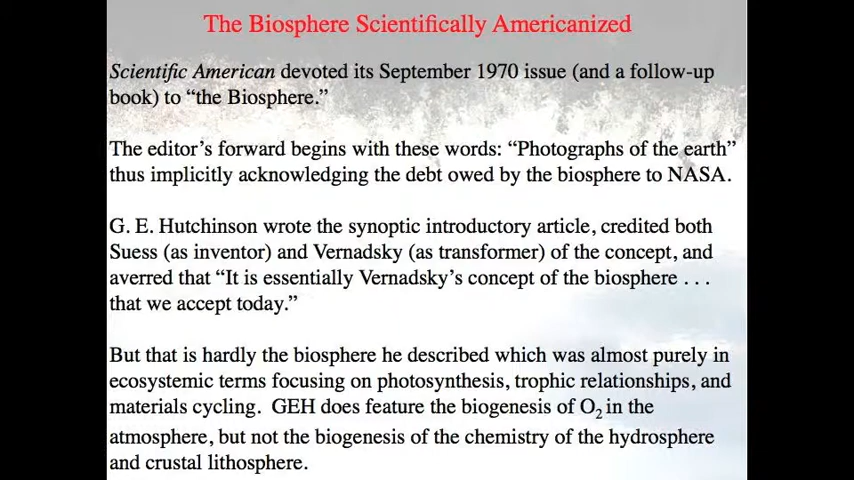 The Biosphere Scientifically Americanized
Scientific American devoted its September 1970 issue (and a follow-up
book) to “the Biosphere.”
The editor’s forward begins with these words: “Photographs of the earth”
thus implicitly acknowledging the debt owed by the biosphere to NASA.
G. E. Hutchinson wrote the synoptic introductory article, credited both
Suess (as inventor) and Vernadsky (as transformer) of the concept, and
averred that “It is essentially Vernadsky’s concept of the biosphere . . .
that we accept today.”
But that is hardly the biosphere he described which was almost purely in
ecosystemic terms focusing on photosynthesis, trophic relationships, and
materials cycling.  GEH does feature the biogenesis of O₂ in the
atmosphere, but not the biogenesis of the chemistry of the hydrosphere
and crustal lithosphere.